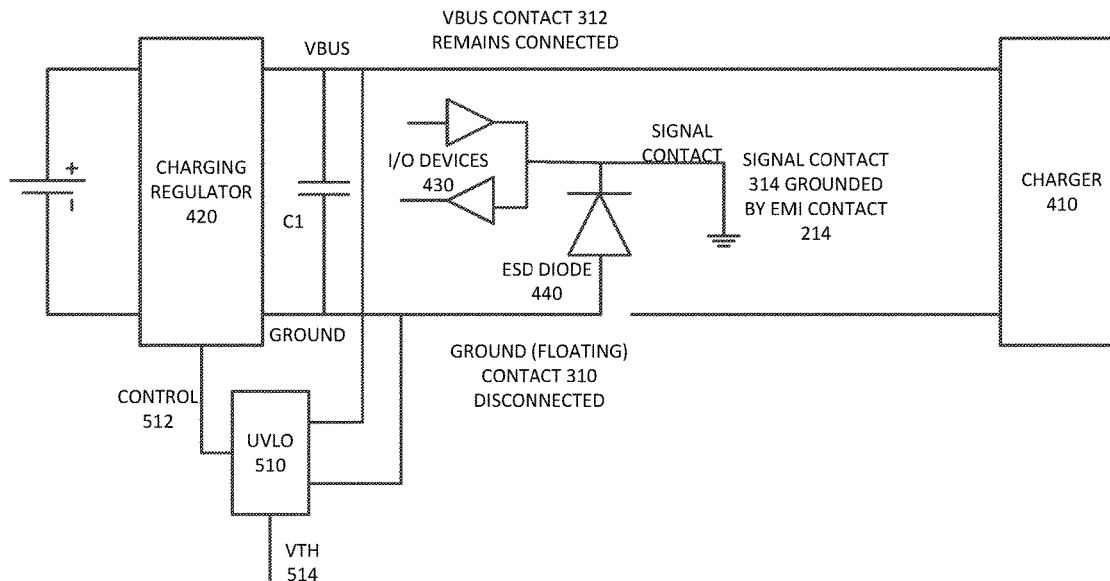 VBUS CONTACT 312
REMAINS CONNECTED
VBUS
CHARGING
REGULATOR
420
+
C1
I/O DEVICES
430
SIGNAL
CONTACT
SIGNAL CONTACT
314 GROUNDED
BY EMI CONTACT
214
CHARGER
410
ESD DIODE
440
GROUND
GROUND (FLOATING)
CONTACT 310
DISCONNECTED
CONTROL
512
UVLO
510
VTH
514